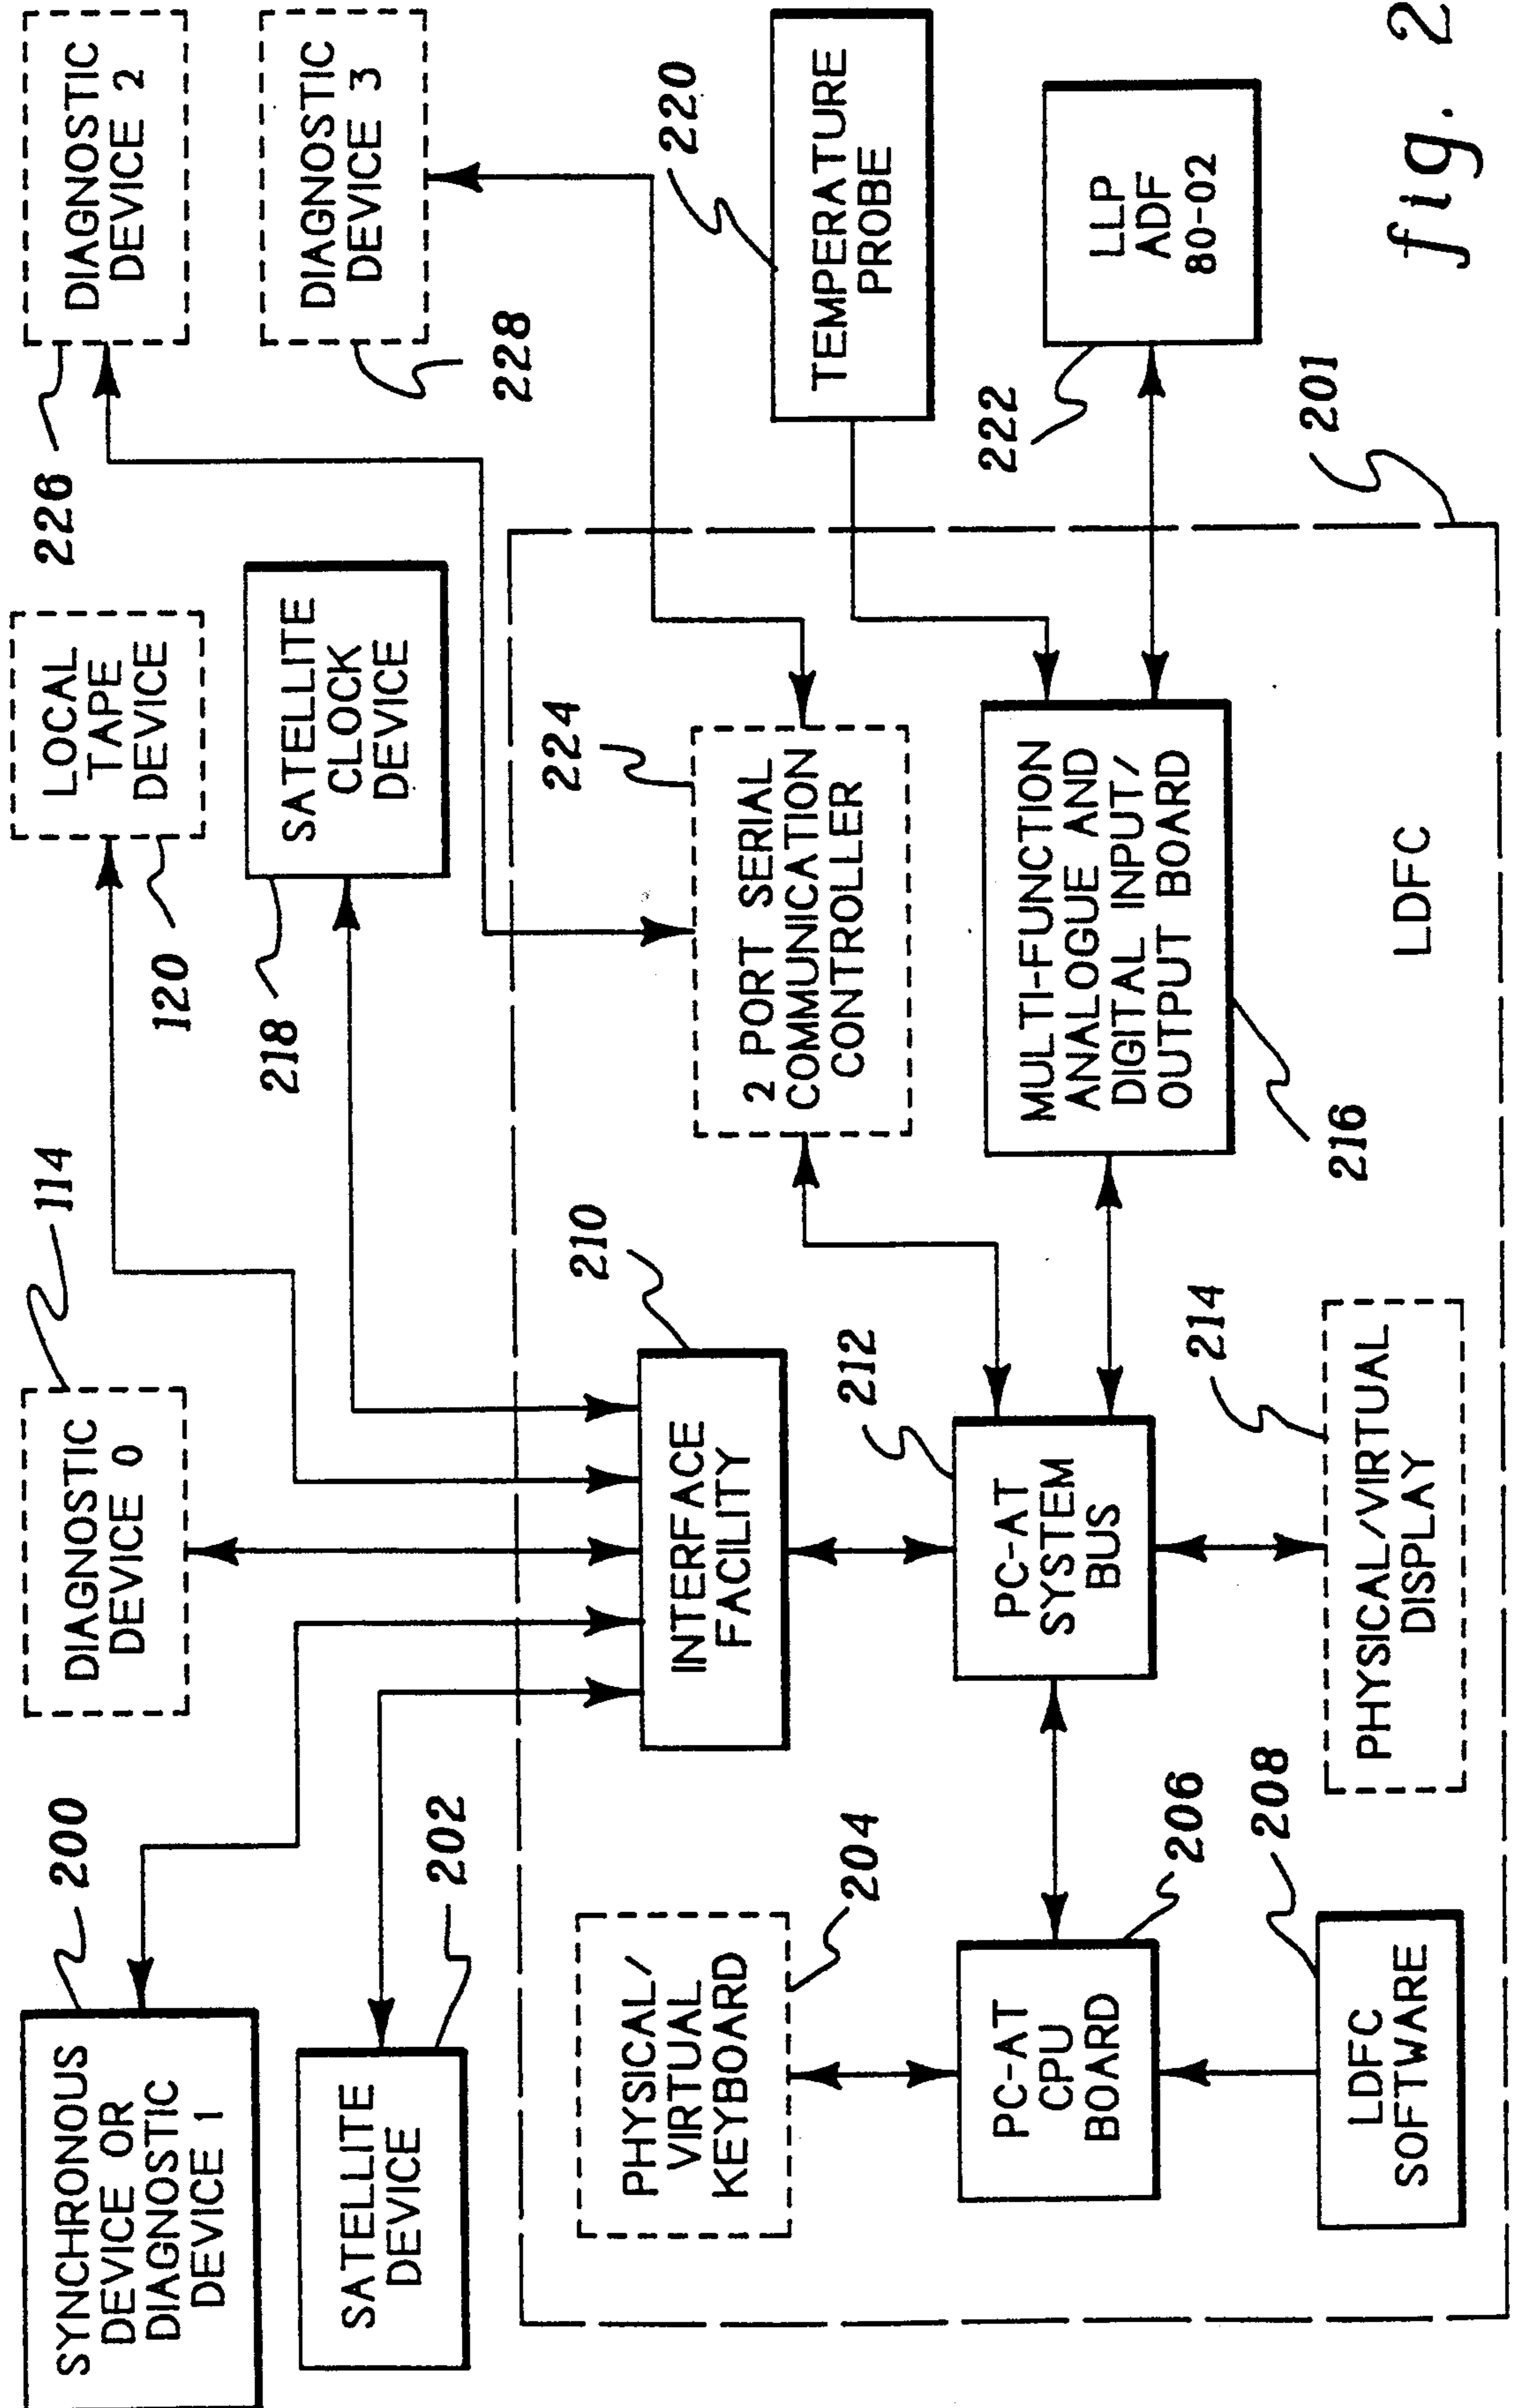 SYNCHRONOUS
DEVICE OR
DIAGNOSTIC
DEVICE 1
200
SATELLITE
DEVICE
202
DIAGNOSTIC
DEVICE 0
114
LOCAL
TAPE
DEVICE
120
SATELLITE
CLOCK
DEVICE
218
DIAGNOSTIC
DEVICE 2
226
DIAGNOSTIC
DEVICE 3
228
PHYSICAL/
VIRTUAL
KEYBOARD
204
INTERFACE
FACILITY
210
2 PORT SERIAL
COMMUNICATION
CONTROLLER
224
TEMPERATURE
PROBE
220
PC-AT
CPU
BOARD
206
PC-AT
SYSTEM
BUS
212
MULTI-FUNCTION
ANALOGUE AND
DIGITAL INPUT/
OUTPUT BOARD
216
LLP
ADF
80-02
222
LDFC
SOFTWARE
208
PHYSICAL/VIRTUAL
DISPLAY
214
LDFC
201
fig. 2